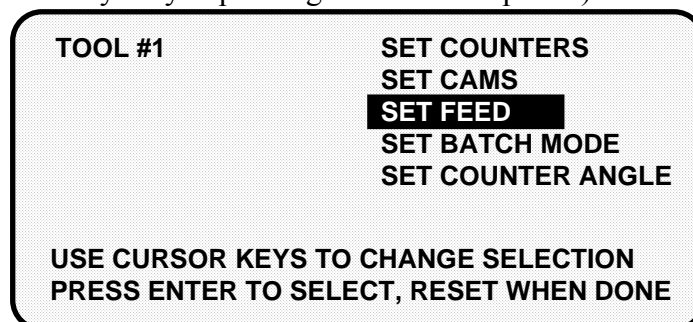 TOOL #1 SET COUNTERS
SET CAMS
SET FEED
SET BATCH MODE
SET COUNTER ANGLE
USE CURSOR KEYS TO CHANGE SELECTION
PRESS ENTER TO SELECT, RESET WHEN DONE